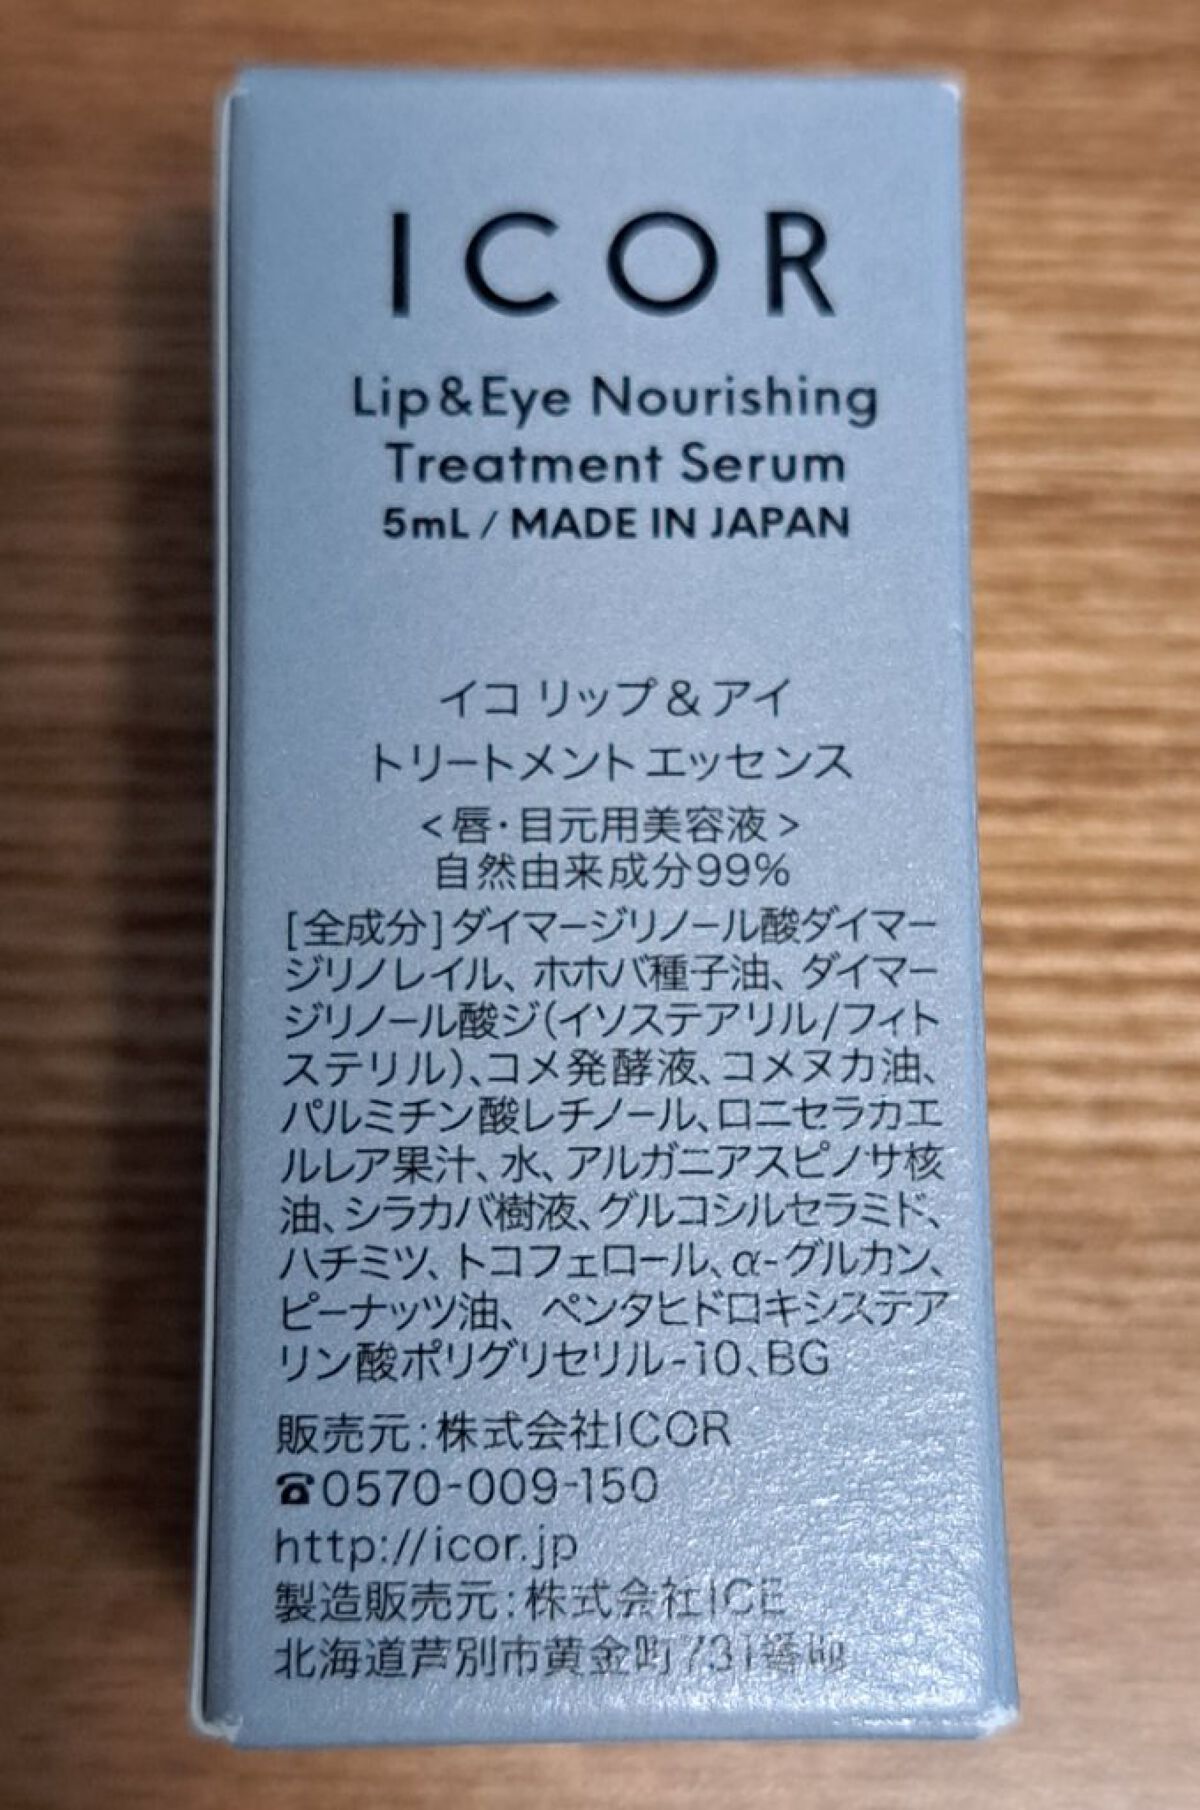 ICOR
Lip&Eye Nourishing
Treatment Serum
5mL / MADE IN JAPAN
イコ リップ&アイ
トリートメントエッセンス
<唇・目元用美容液>
自然由来成分99%
[全成分]ダイマージリノール酸ダイマー
ジリノレイル、ホホバ種子油、ダイマー
ジリノール酸ジ(イソステアリル/フィト
ステリル)、コメ発酵液、コメヌカ油、
パルミチン酸レチノール、ロニセラカエ
ルレア果汁、水、アルガニアスピノサ核
油、シラカバ樹液、グルコシルセラミド、
ハチミツ、トコフェロール、α-グルカン、
ピーナッツ油、ペンタヒドロキシステア
リン酸ポリグリセリル-10、BG
販売元:株式会社ICOR
☎0570-009-150
http://icor.jp
製造販売元:株式会社ICE
北海道芦別市黄金町731番地